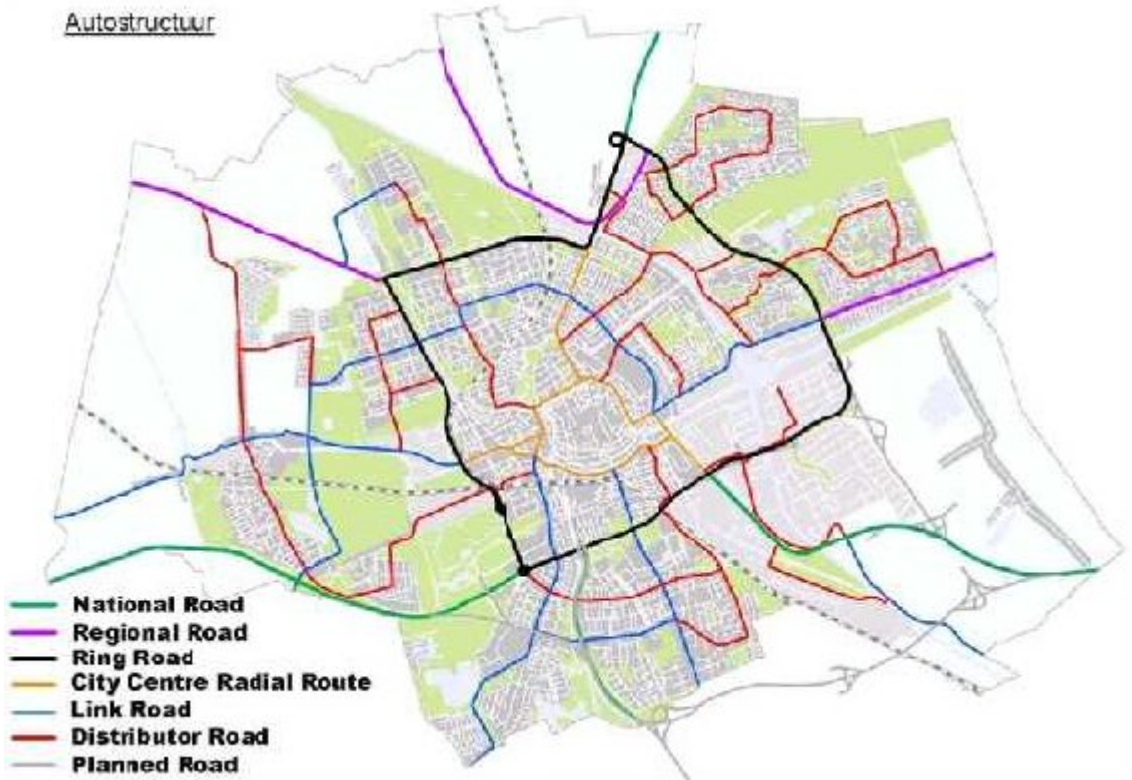 Autostructuur
National Road
Regional Road
Ring Road
City Centre Radial Route
Link Road
Distributor Road
Planned Road